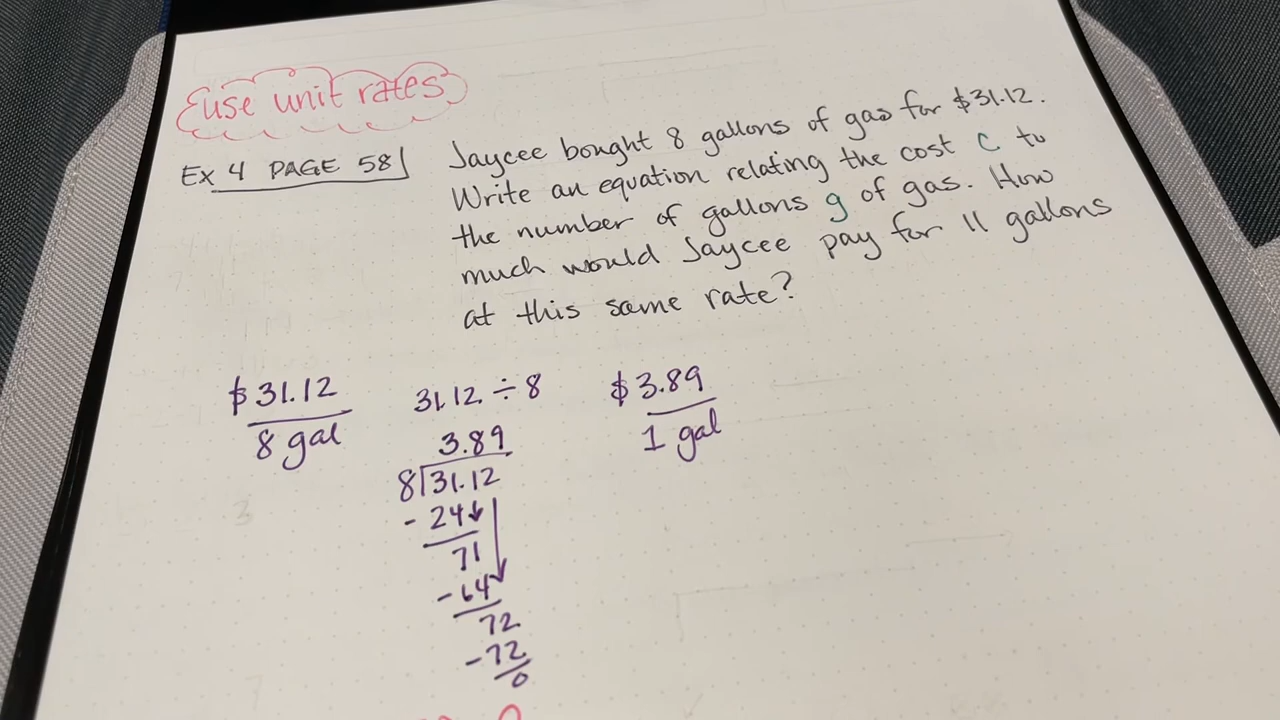 use unit rates
Ex 4 PAGE 58
Jaycee bought 8 gallons of gas for $31.12.
Write an equation relating the cost C to
the number of gallons g of gas. How
much would Jaycee pay for 11 gallons
at this same rate?
$31.12
8 gal
31.12 ÷ 8
3.89
8 31.12
- 24
71
- 64
72
- 72
0
$3.89
1 gal